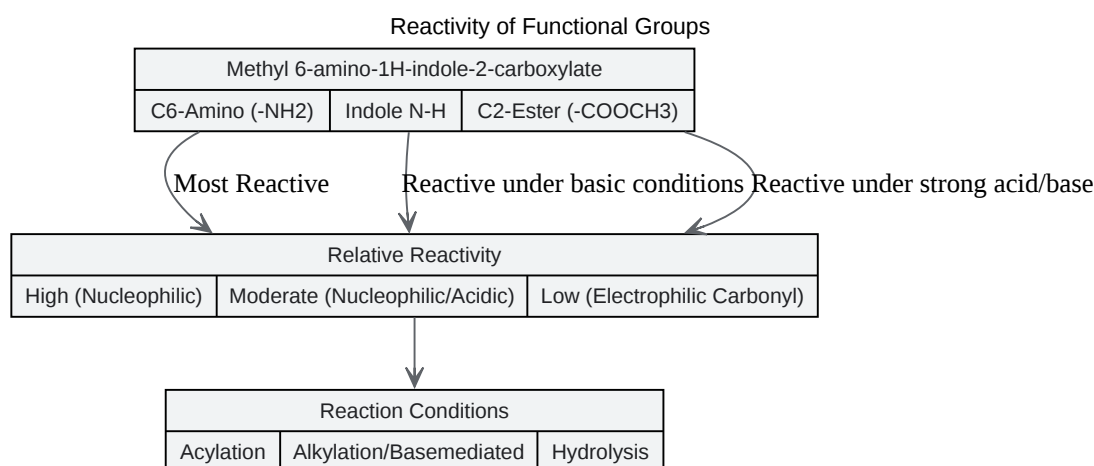 Reactivity of Functional Groups
Methyl 6-amino-1H-indole-2-carboxylate
C6-Amino (-NH2) Indole N-H C2-Ester (-COOCH3)
Most Reactive Reactive under basic conditions Reactive under strong acid/base
Relative Reactivity
High (Nucleophilic) Moderate (Nucleophilic/Acidic) Low (Electrophilic Carbonyl)
Reaction Conditions
Acylation Alkylation/Basemediated Hydrolysis